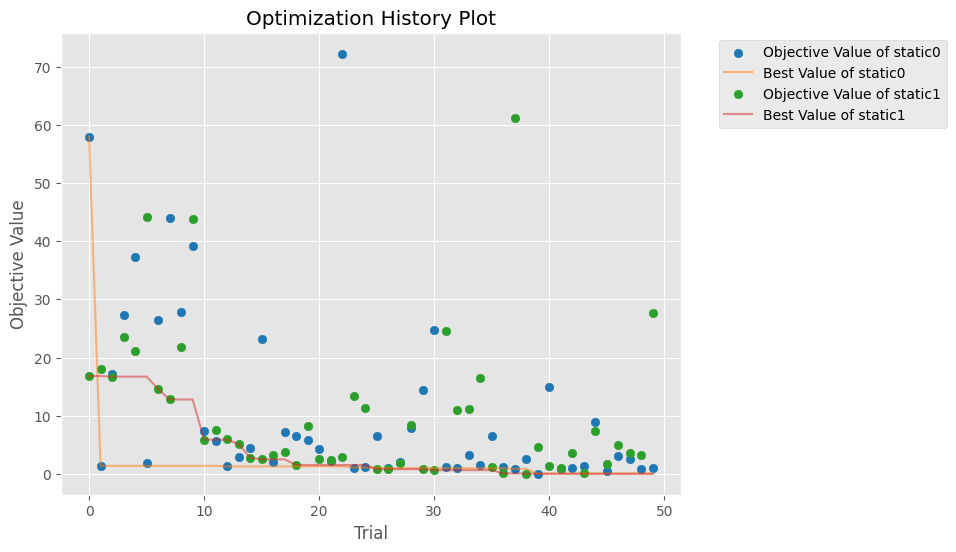 Optimization History Plot
Objective Value of static0
Best Value of static0
Objective Value of static1
Best Value of static1
Objective Value
70
60
50
40
30
20
10
0
0 10 20 30 40 50
Trial